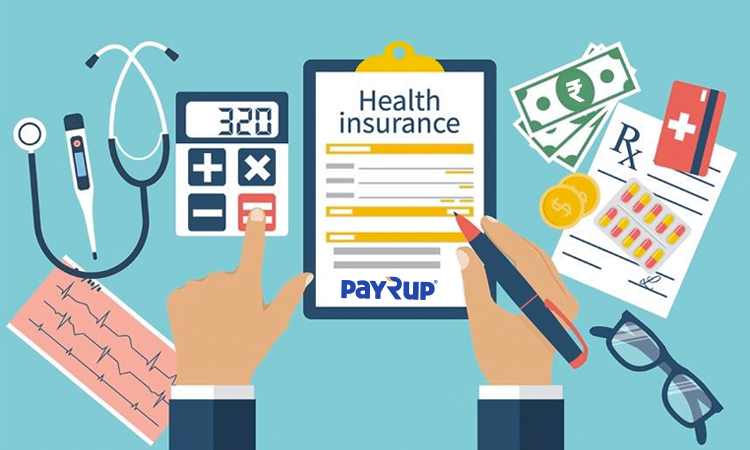 320
+
×
−
=
Health
insurance
PAYRUP®
₹
$
$
Rx